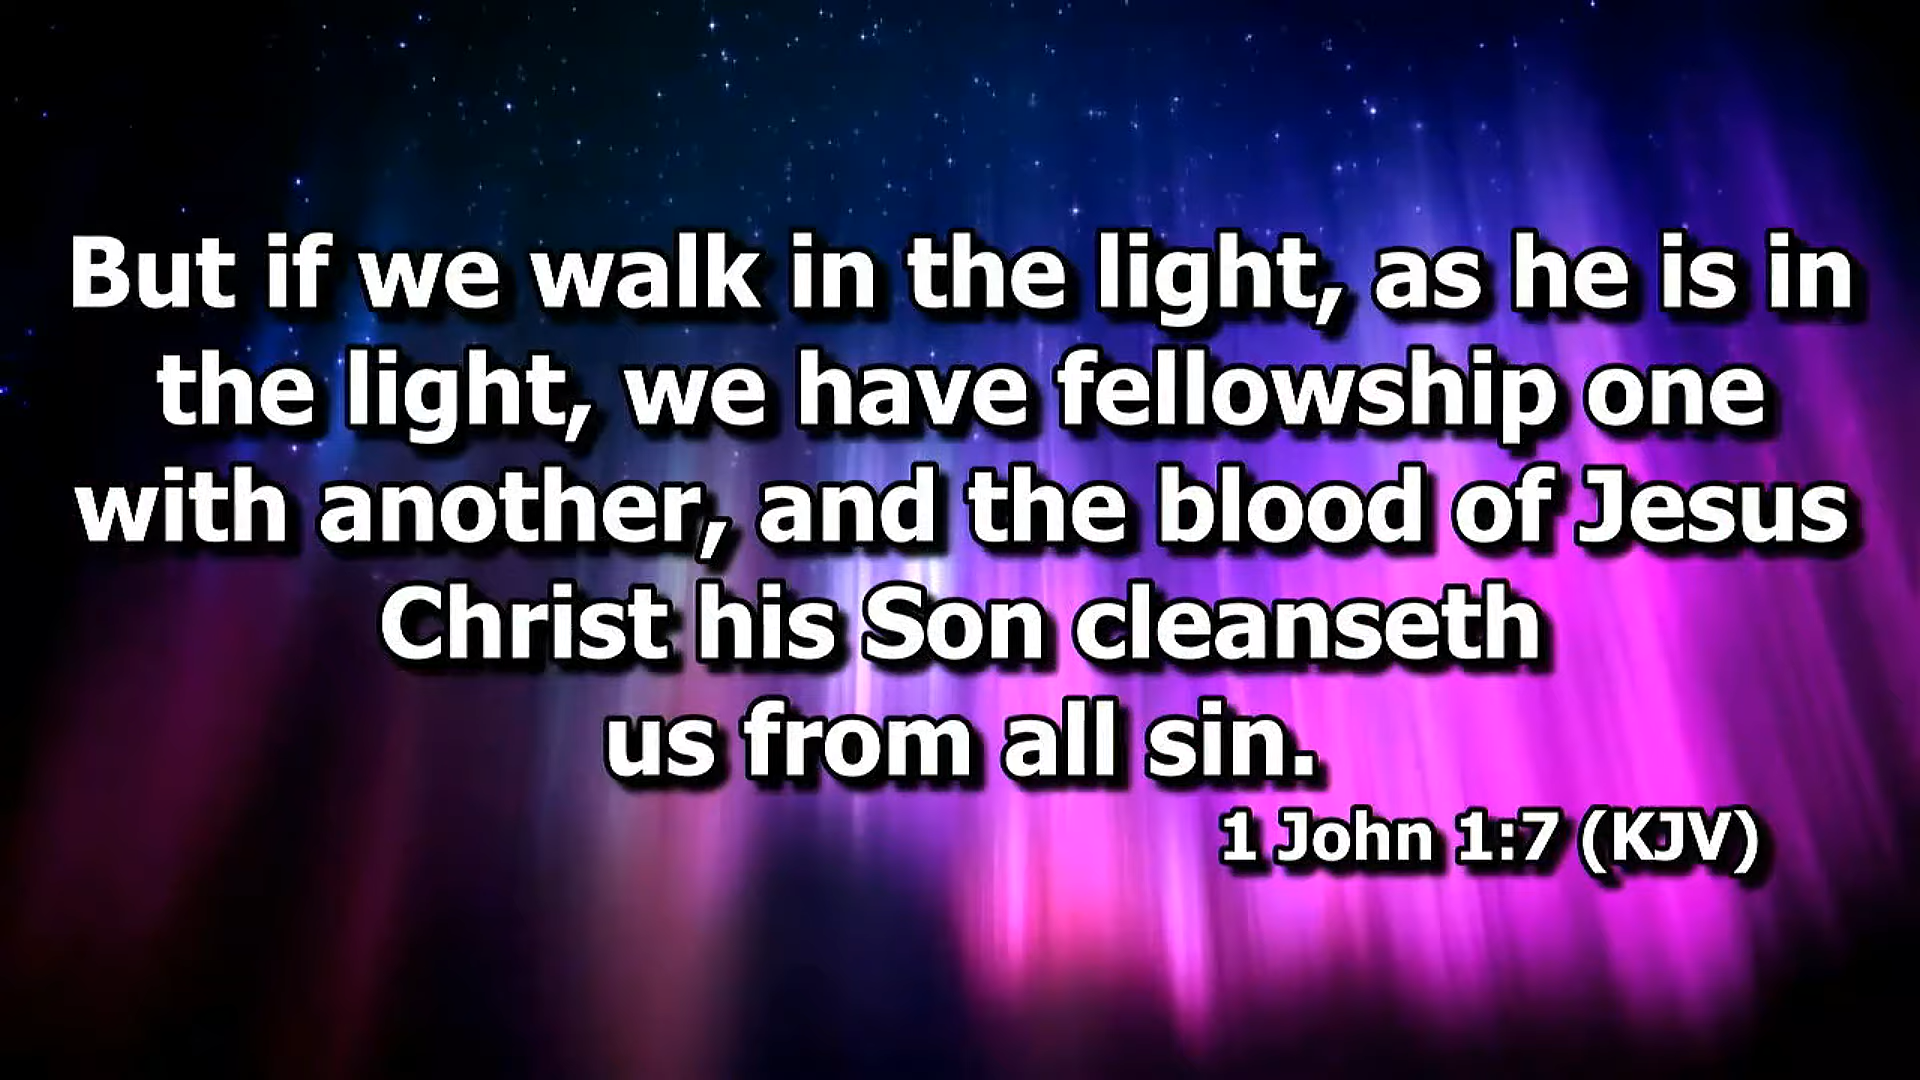 But if we walk in the light, as he is in
the light, we have fellowship one
with another, and the blood of Jesus
Christ his Son cleanseth
us from all sin.
1 John 1:7 (KJV)